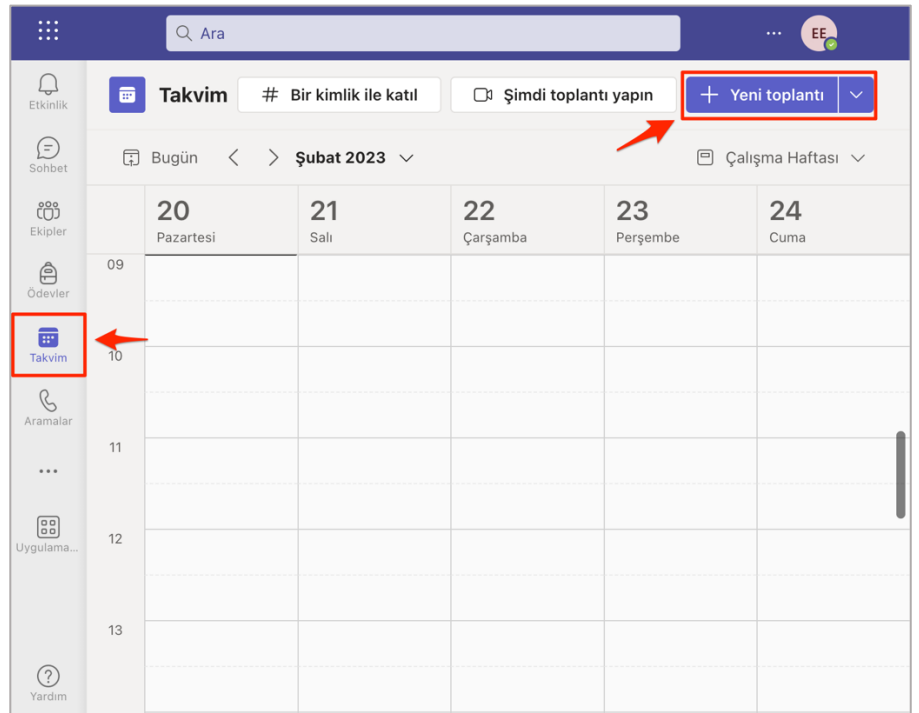 Ara
EE
Etkinlik
Sohbet
Ekipler
Ödevler
Takvim
Aramalar
Uygulama...
Yardım
Takvim
# Bir kimlik ile katıl
Şimdi toplantı yapın
+ Yeni toplantı
Bugün
Şubat 2023
Çalışma Haftası
20
Pazartesi
21
Salı
22
Çarşamba
23
Perşembe
24
Cuma
09
10
11
12
13